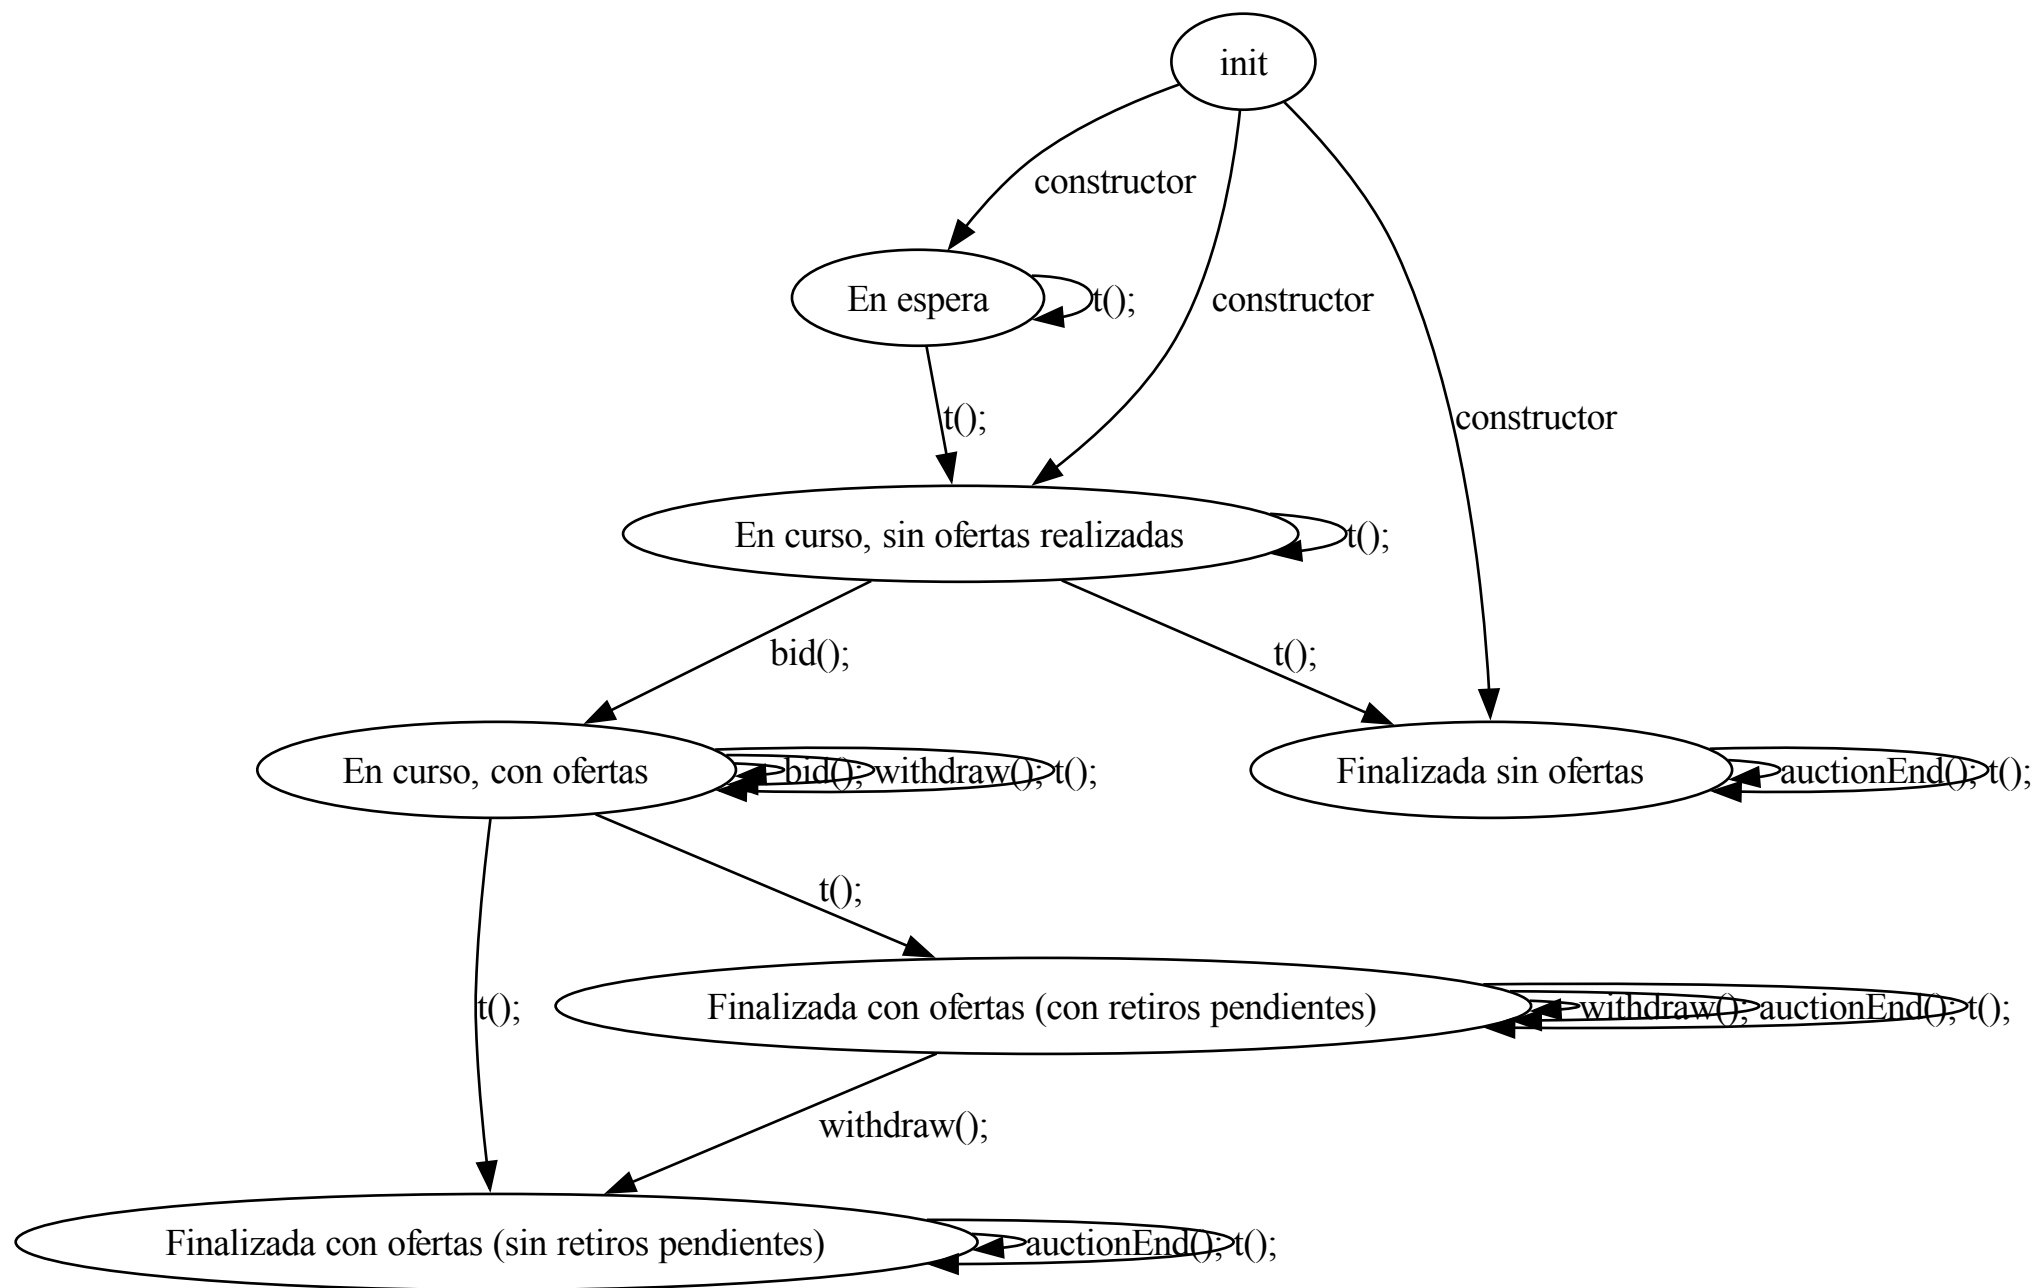 init
constructor
En espera
t();
constructor
t();
constructor
En curso, sin ofertas realizadas
t();
bid();
t();
En curso, con ofertas
bid();
withdraw();
t();
Finalizada sin ofertas
auctionEnd();
t();
t();
t();
Finalizada con ofertas (con retiros pendientes)
withdraw();
auctionEnd();
t();
withdraw();
Finalizada con ofertas (sin retiros pendientes)
auctionEnd();
t();